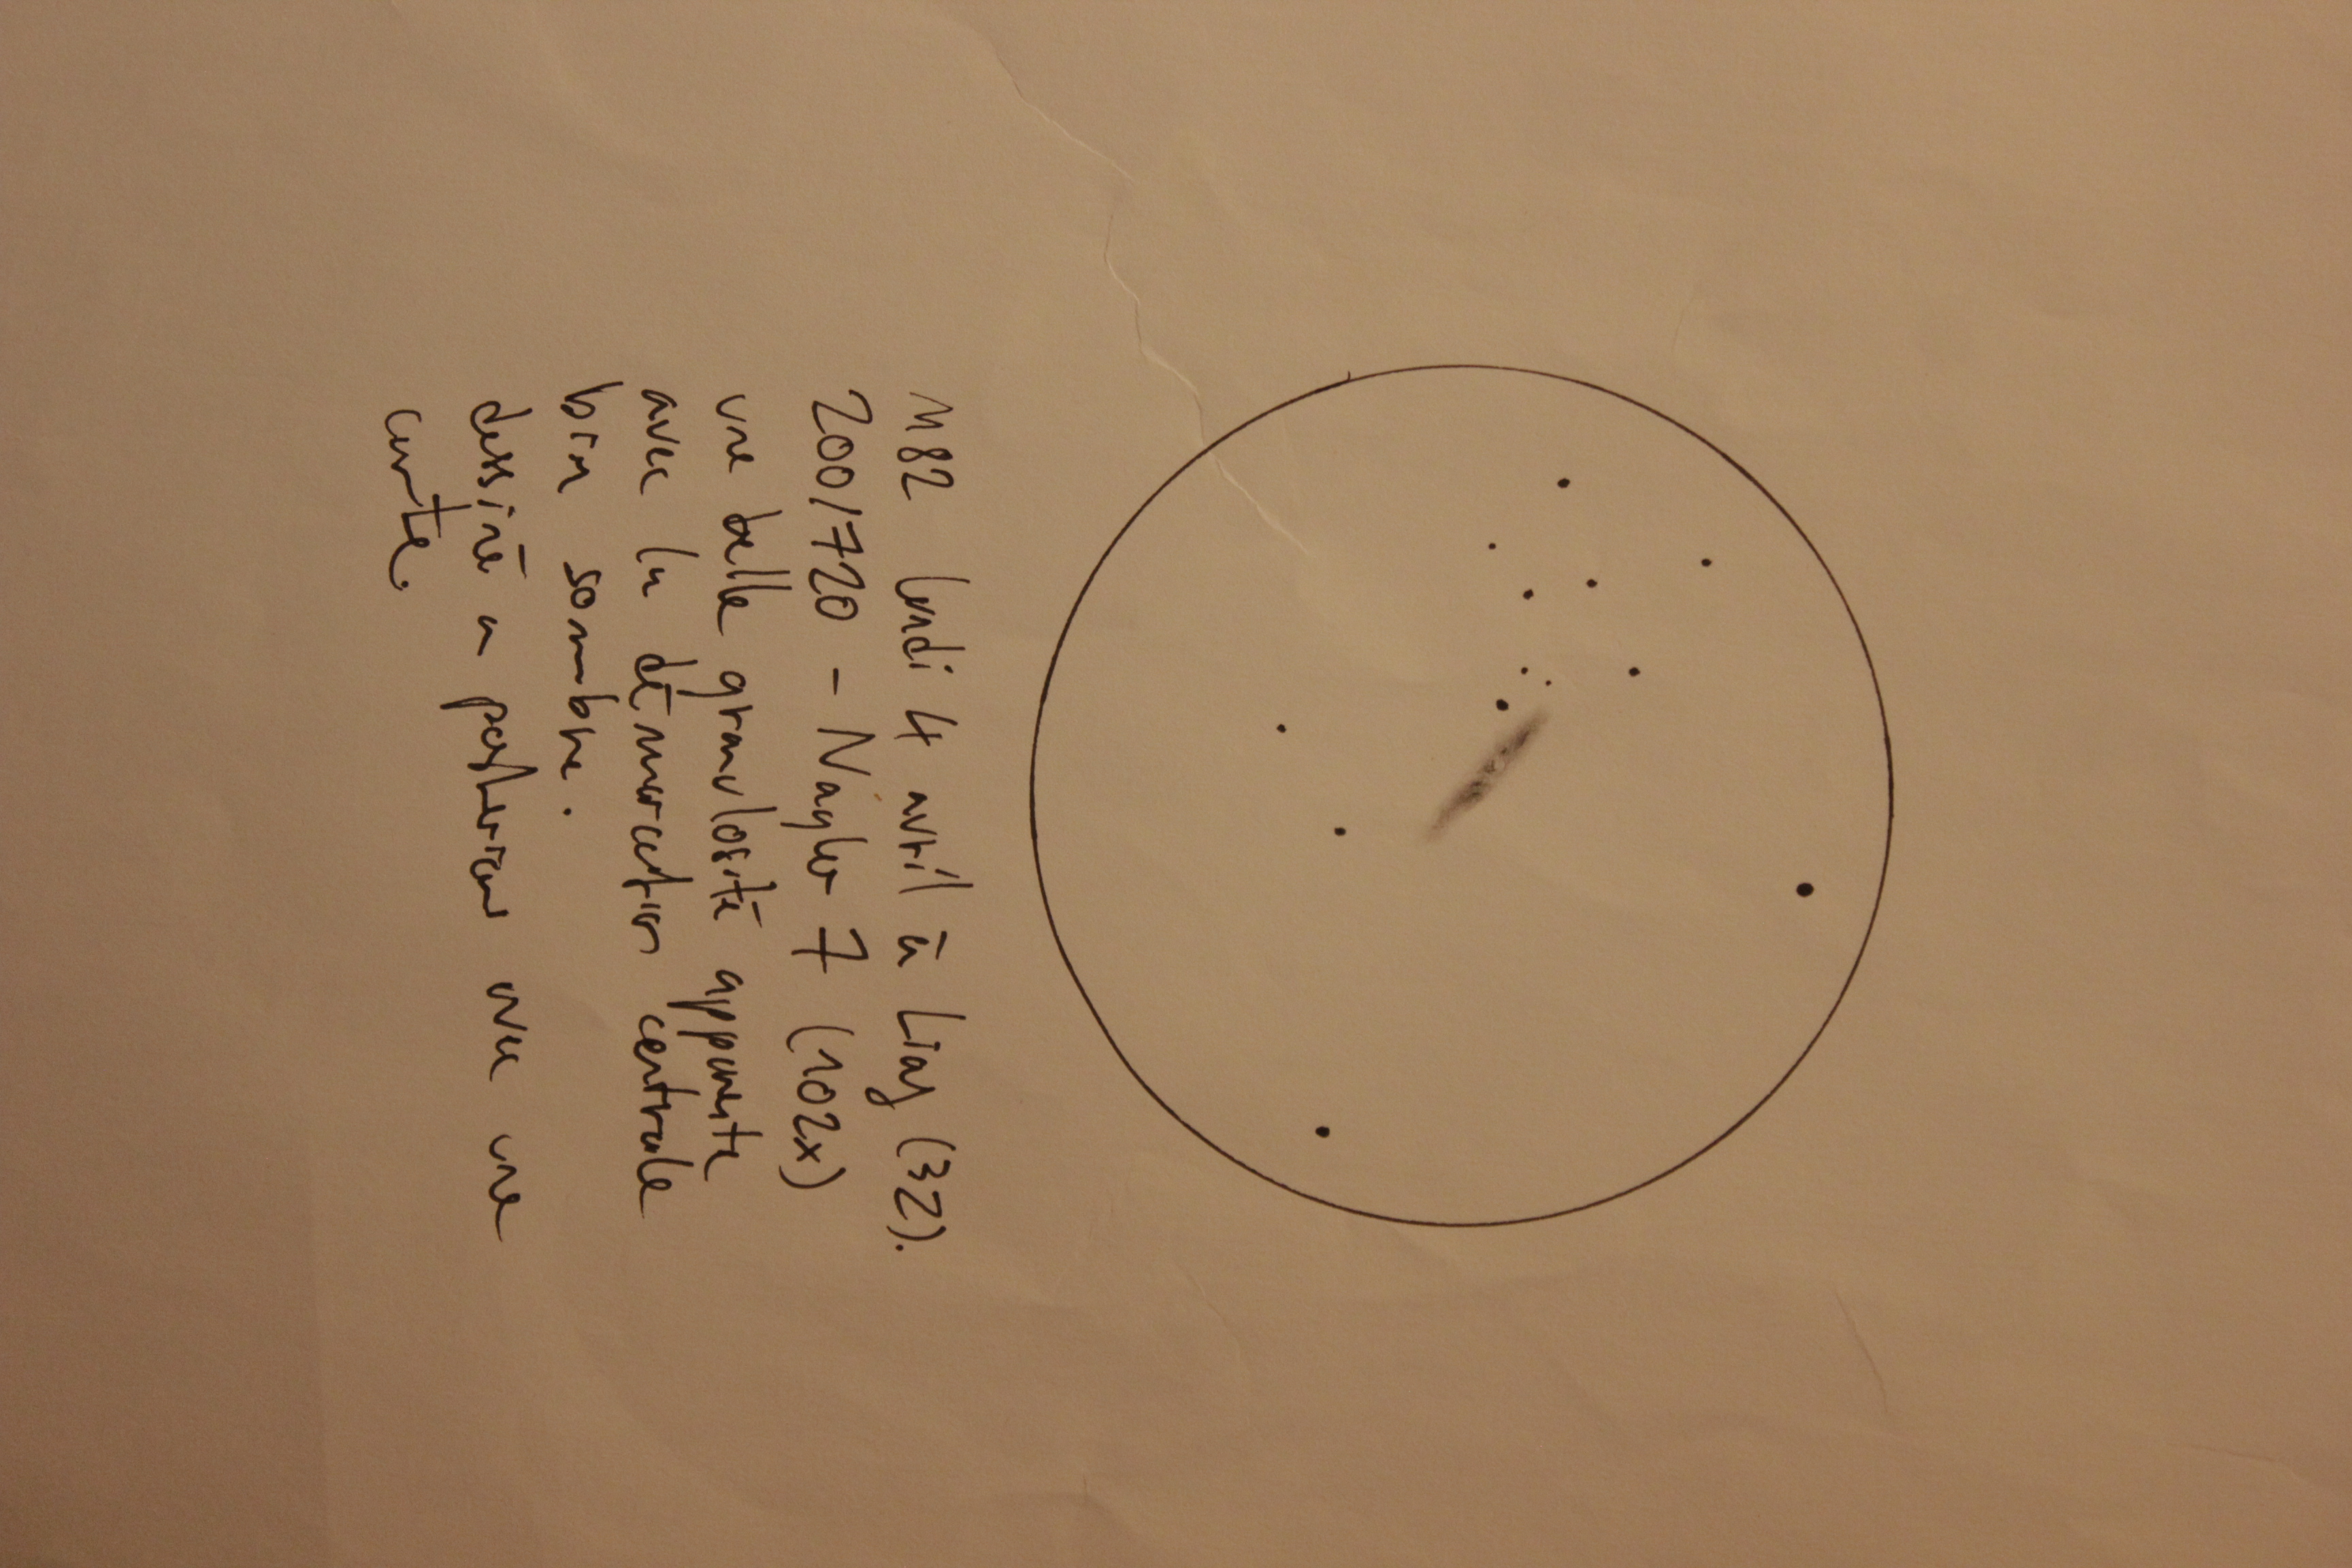 M82 lundi 4 avril à Lias (32).
200/720 - Nagler 7 (102x)
une belle granulosité apparente
avec la démarcation centrale
bien sombre.
dessiné a posteriori avec une
carte.